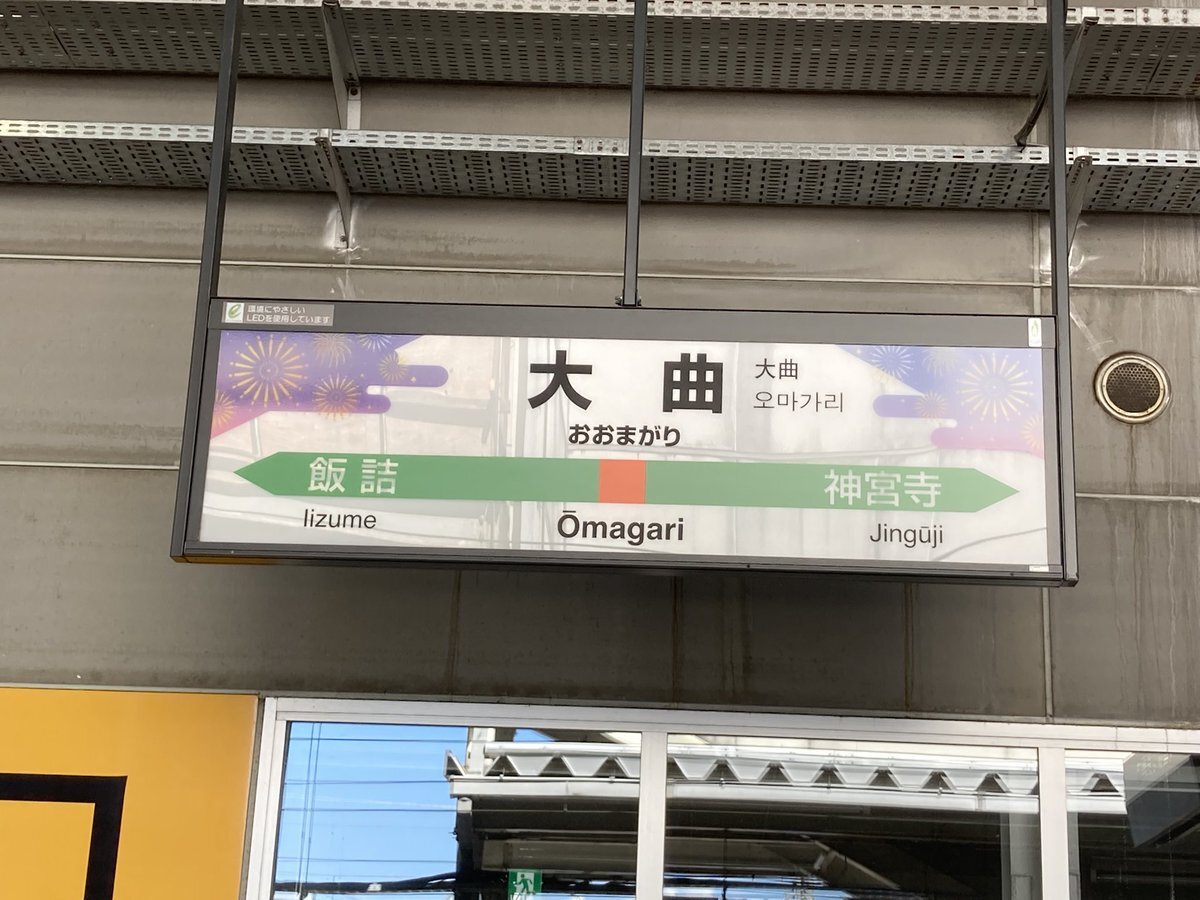 環境にやさしい
LEDを使用しています
大曲
大曲
오마가리
おおまがり
飯詰
神宮寺
Iizume
Ōmagari
Jingūji